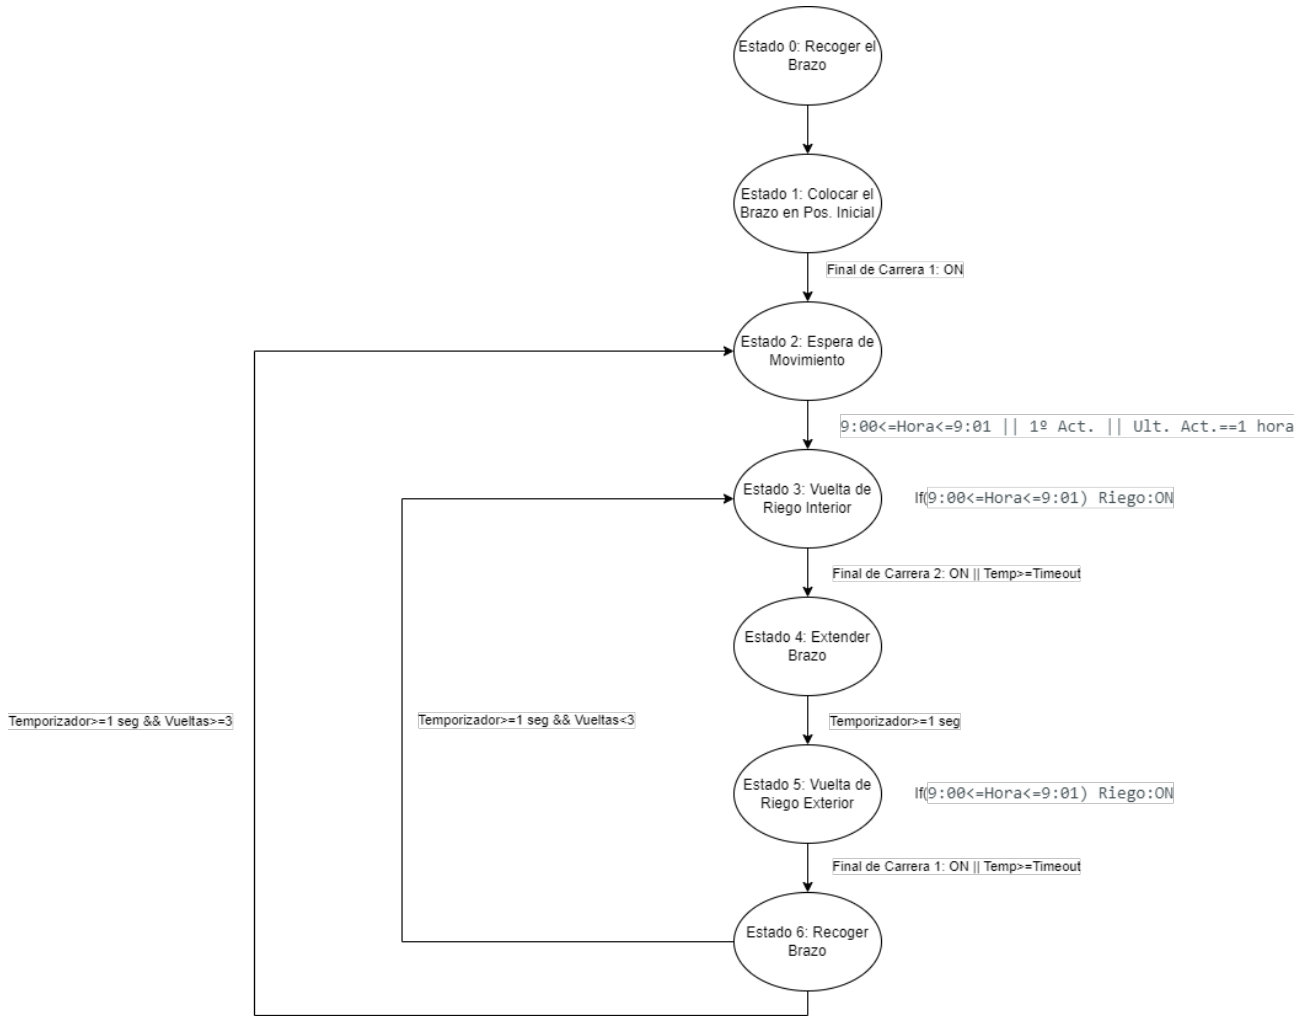 Estado 0: Recoger el
Brazo
Estado 1: Colocar el
Brazo en Pos. Inicial
Final de Carrera 1: ON
Estado 2: Espera de
Movimiento
9:00<=Hora<=9:01 || 1º Act. || Ult. Act.==1 hora
Estado 3: Vuelta de
Riego Interior
If(9:00<=Hora<=9:01) Riego:ON
Final de Carrera 2: ON || Temp>=Timeout
Estado 4: Extender
Brazo
Temporizador>=1 seg && Vueltas>=3
Temporizador>=1 seg && Vueltas<3
Temporizador>=1 seg
Estado 5: Vuelta de
Riego Exterior
If(9:00<=Hora<=9:01) Riego:ON
Final de Carrera 1: ON || Temp>=Timeout
Estado 6: Recoger
Brazo